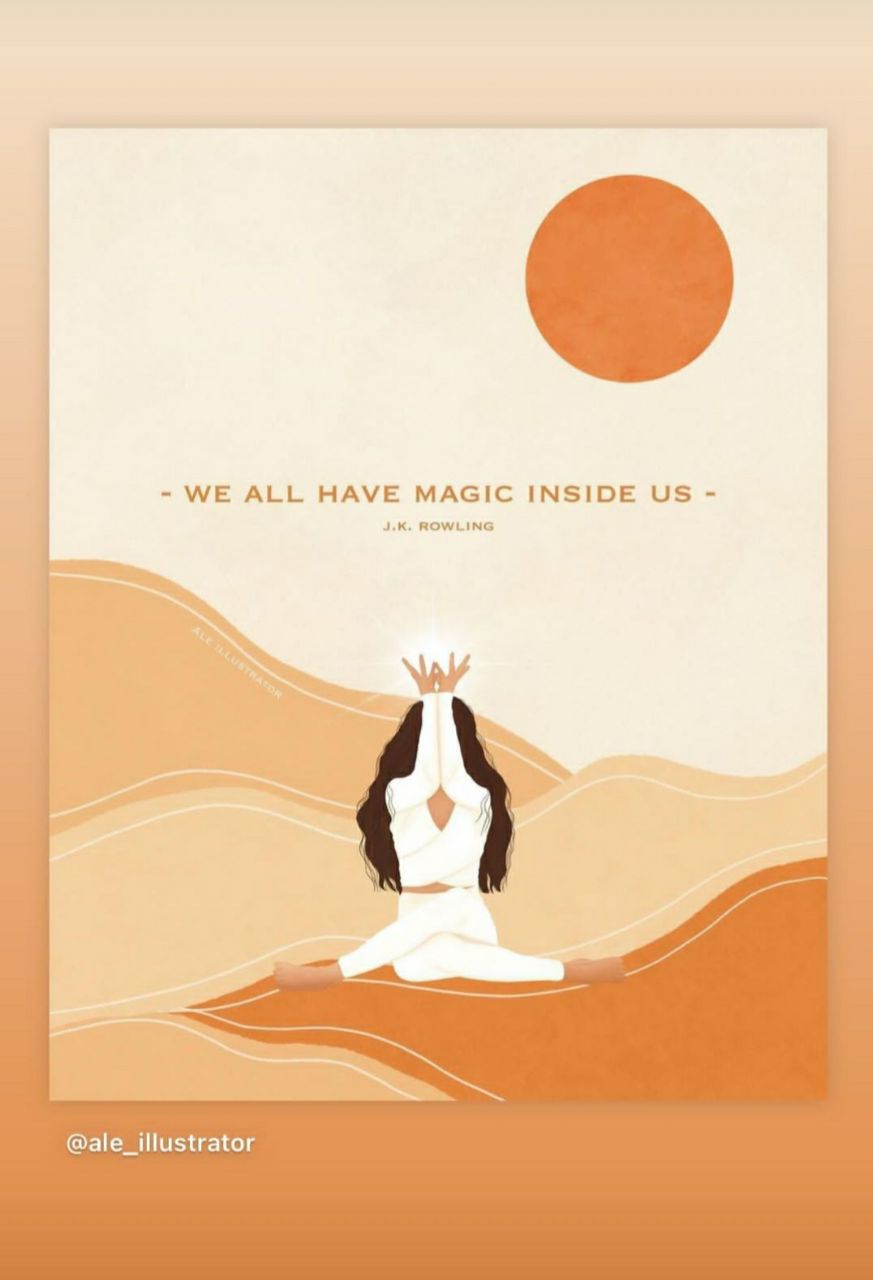 - WE ALL HAVE MAGIC INSIDE US -
J.K. ROWLING
ALE ILLUSTRATOR
@ale_illustrator